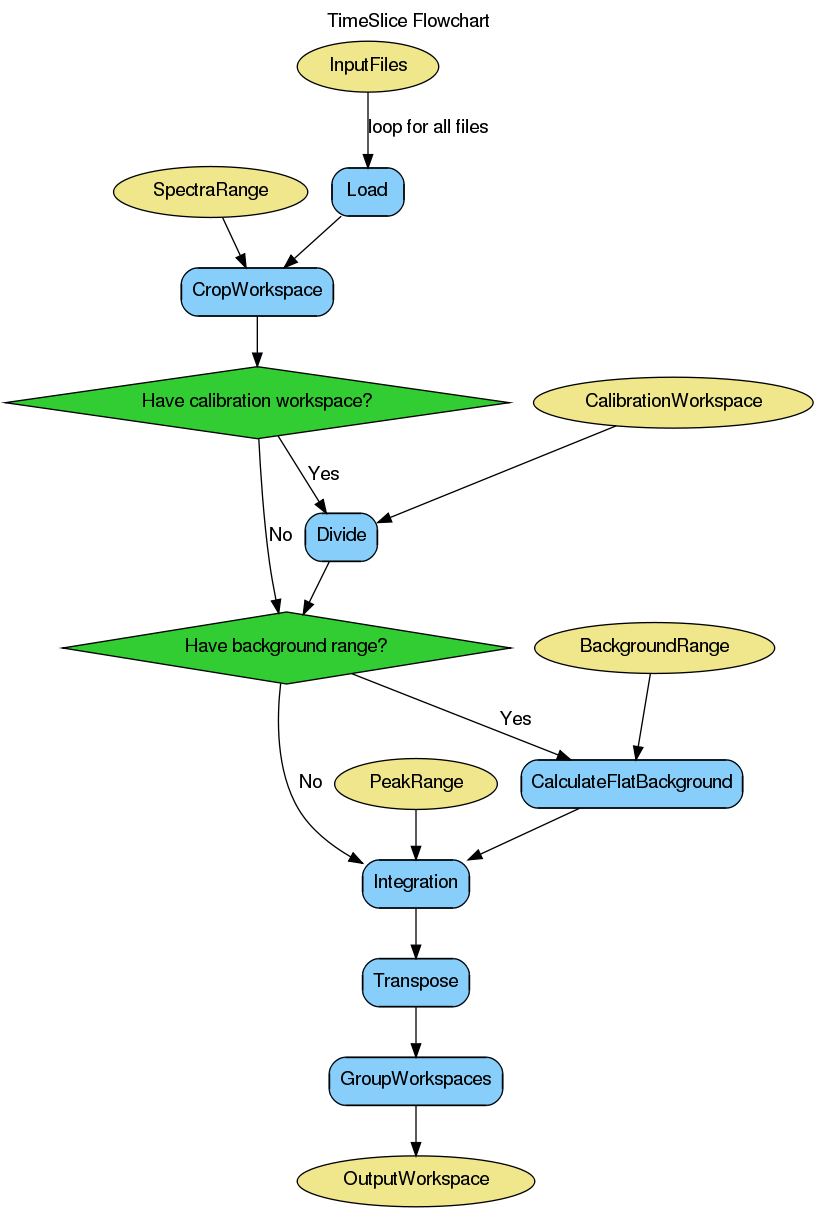 TimeSlice Flowchart
InputFiles
loop for all files
SpectraRange
Load
CropWorkspace
Have calibration workspace?
CalibrationWorkspace
Yes
No
Divide
Have background range?
BackgroundRange
Yes
No
PeakRange
CalculateFlatBackground
Integration
Transpose
GroupWorkspaces
OutputWorkspace